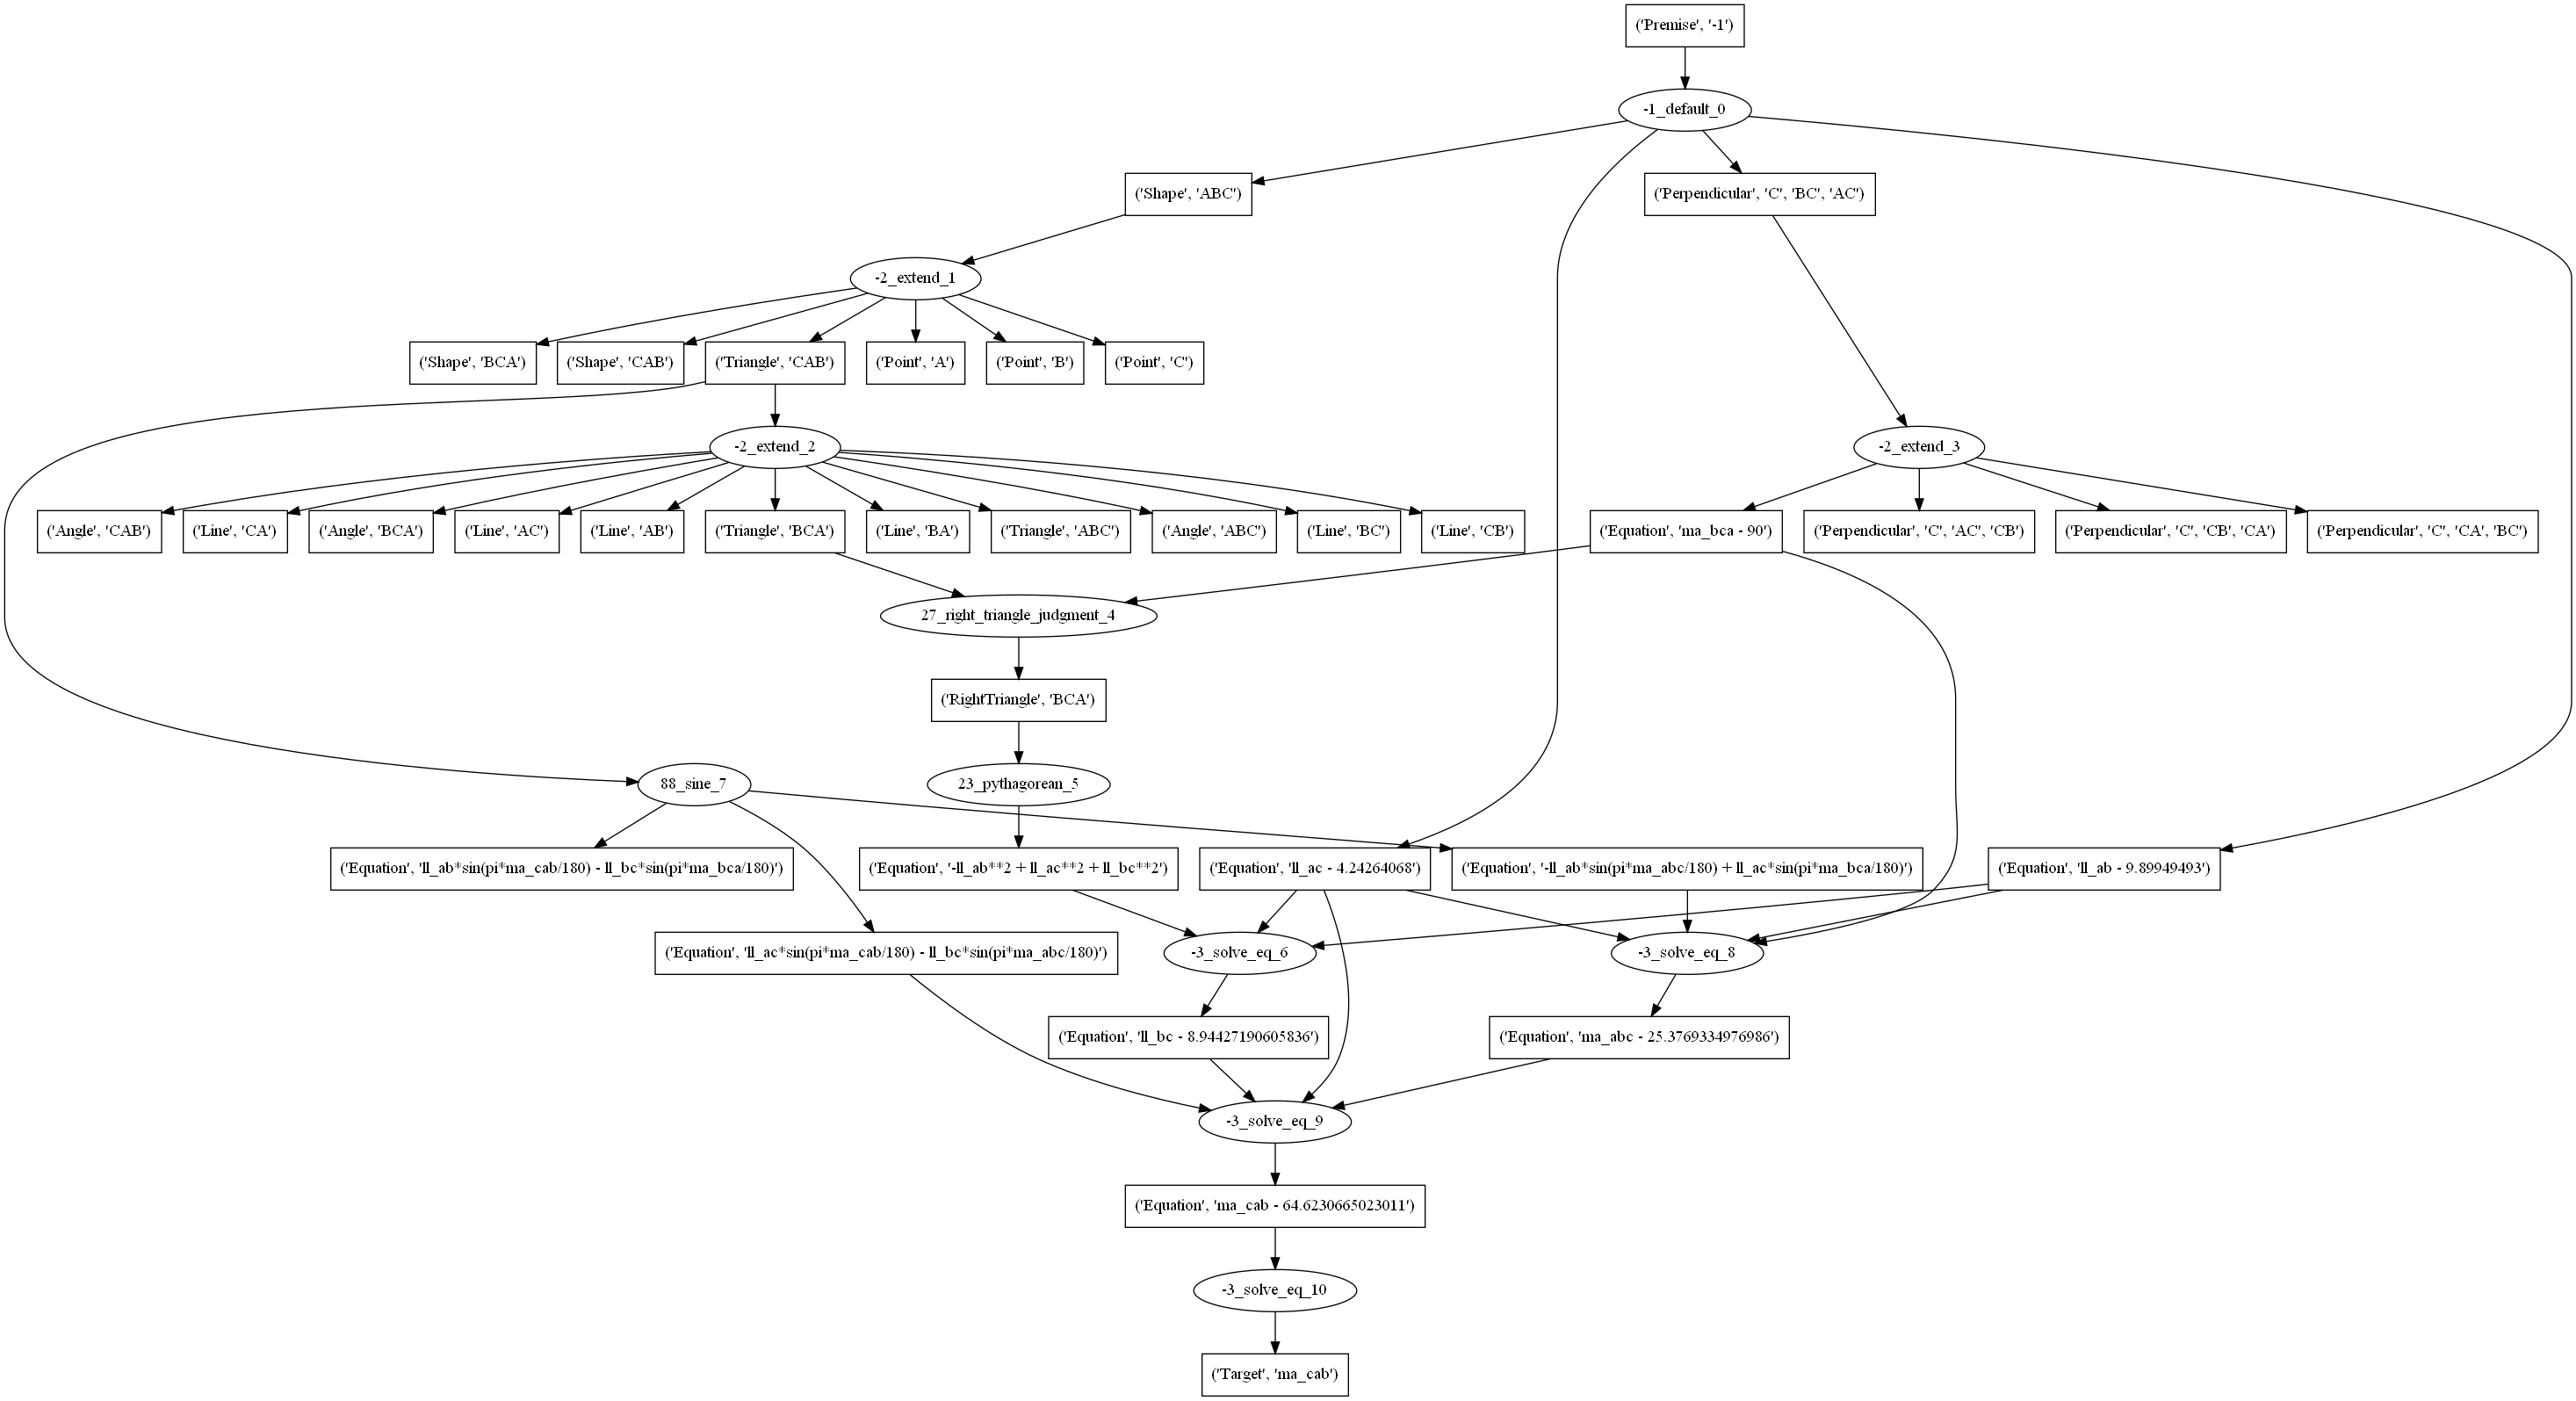 ('Premise', '-1')
-1_default_0
('Shape', 'ABC')
('Perpendicular', 'C', 'BC', 'AC')
-2_extend_1
('Shape', 'BCA')
('Shape', 'CAB')
('Triangle', 'CAB')
('Point', 'A')
('Point', 'B')
('Point', 'C')
-2_extend_2
-2_extend_3
('Angle', 'CAB')
('Line', 'CA')
('Angle', 'BCA')
('Line', 'AC')
('Line', 'AB')
('Triangle', 'BCA')
('Line', 'BA')
('Triangle', 'ABC')
('Angle', 'ABC')
('Line', 'BC')
('Line', 'CB')
('Equation', 'ma_bca - 90')
('Perpendicular', 'C', 'AC', 'CB')
('Perpendicular', 'C', 'CB', 'CA')
('Perpendicular', 'C', 'CA', 'BC')
27_right_triangle_judgment_4
('RightTriangle', 'BCA')
88_sine_7
23_pythagorean_5
('Equation', 'll_ab*sin(pi*ma_cab/180) - ll_bc*sin(pi*ma_bca/180)')
('Equation', '-ll_ab**2 + ll_ac**2 + ll_bc**2')
('Equation', 'll_ac - 4.24264068')
('Equation', '-ll_ab*sin(pi*ma_abc/180) + ll_ac*sin(pi*ma_bca/180)')
('Equation', 'll_ab - 9.89949493')
('Equation', 'll_ac*sin(pi*ma_cab/180) - ll_bc*sin(pi*ma_abc/180)')
-3_solve_eq_6
-3_solve_eq_8
('Equation', 'll_bc - 8.94427190605836')
('Equation', 'ma_abc - 25.3769334976986')
-3_solve_eq_9
('Equation', 'ma_cab - 64.6230665023011')
-3_solve_eq_10
('Target', 'ma_cab')